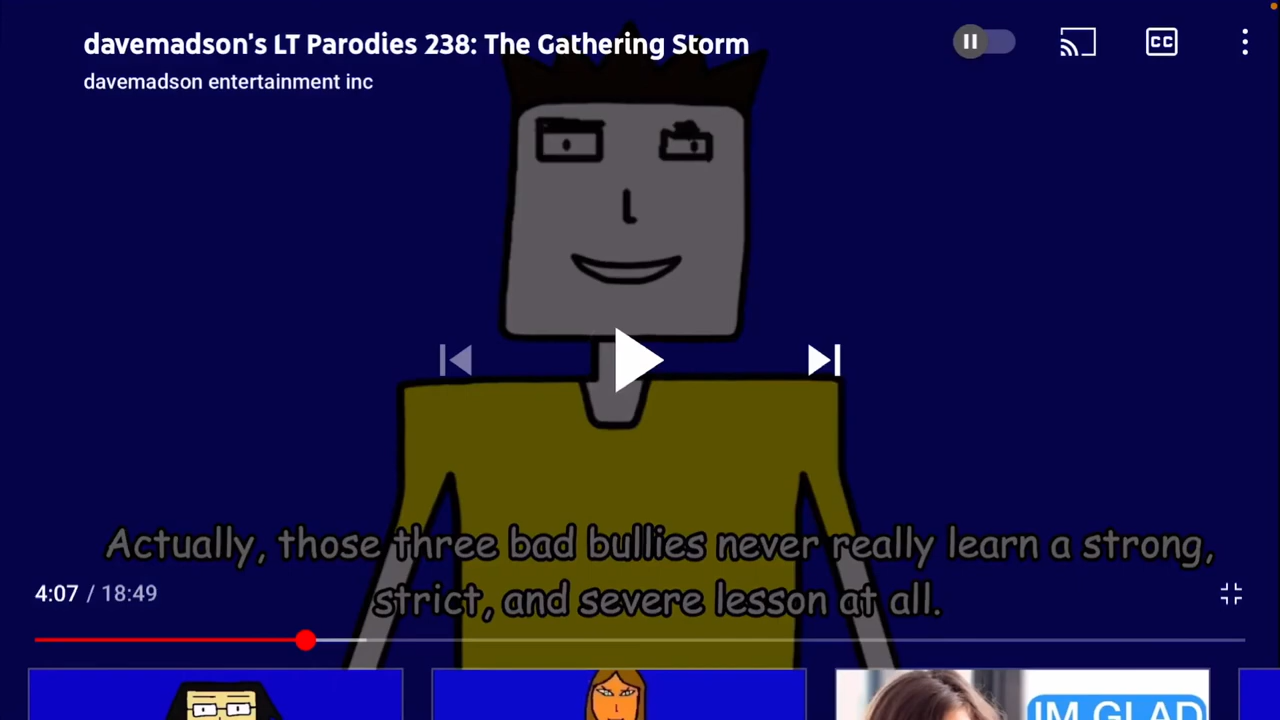 davemadson's LT Parodies 238: The Gathering Storm
davemadson entertainment inc
CC
Actually, those three bad bullies never really learn a strong,
strict, and severe lesson at all.
4:07 / 18:49
IM GLAD